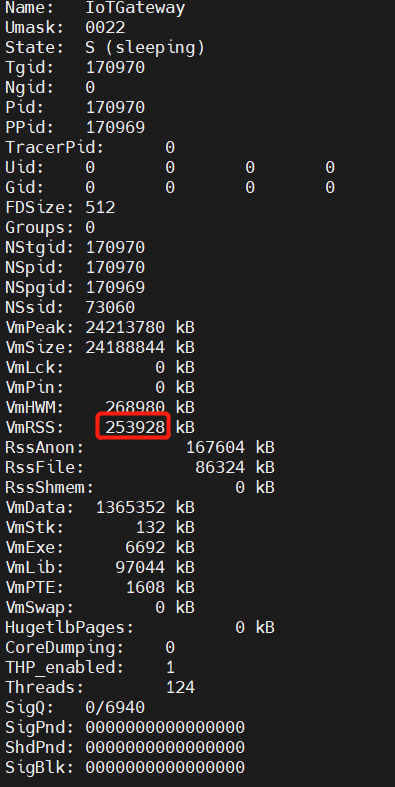 Name: IoTGateway
Umask: 0022
State: S (sleeping)
Tgid: 170970
Ngid: 0
Pid: 170970
PPid: 170969
TracerPid: 0
Uid: 0 0 0 0
Gid: 0 0 0 0
FDSize: 512
Groups: 0
NStgid: 170970
NSpid: 170970
NSpgid: 170969
NSsid: 73060
VmPeak: 24213780 kB
VmSize: 24188844 kB
VmLck: 0 kB
VmPin: 0 kB
VmHWM: 268980 kB
VmRSS: 253928 kB
RssAnon: 167604 kB
RssFile: 86324 kB
RssShmem: 0 kB
VmData: 1365352 kB
VmStk: 132 kB
VmExe: 6692 kB
VmLib: 97044 kB
VmPTE: 1608 kB
VmSwap: 0 kB
HugetlbPages: 0 kB
CoreDumping: 0
THP_enabled: 1
Threads: 124
SigQ: 0/6940
SigPnd: 0000000000000000
ShdPnd: 0000000000000000
SigBlk: 0000000000000000